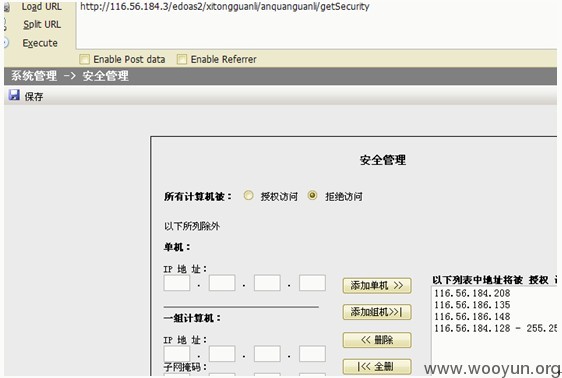 Load URL
http://116.56.184.3/edoas2/xitongguanli/anquanguanli/getSecurity
Split URL
Execute
Enable Post data
Enable Referrer
系统管理 -> 安全管理
保存
安全管理
所有计算机被：
授权访问
拒绝访问
以下所列除外
单机：
IP 地 址：
. . .
添加单机 >>
添加组机>>|
<< 删除
|<< 全删
一组计算机：
IP 地 址：
. . .
子网掩码：
以下列表中地址将被 授权
116.56.184.208
116.56.186.135
116.56.186.148
116.56.184.128 - 255.25
www.wooyun.org